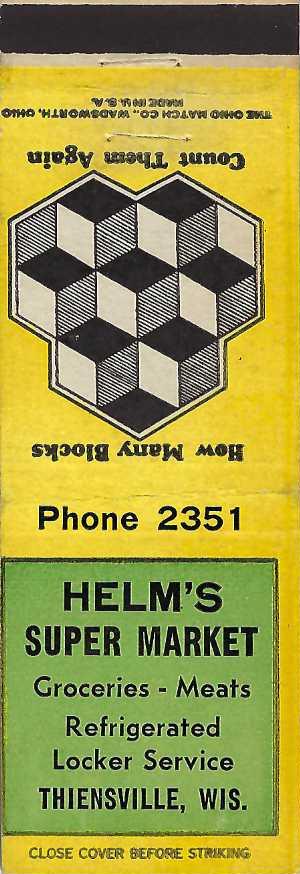 THE OHIO MATCH CO., WADSWORTH, OHIO
MADE IN U.S.A.
Count Them Again
How Many Blocks
Phone 2351
HELM'S
SUPER MARKET
Groceries - Meats
Refrigerated
Locker Service
THIENSVILLE, WIS.
CLOSE COVER BEFORE STRIKING